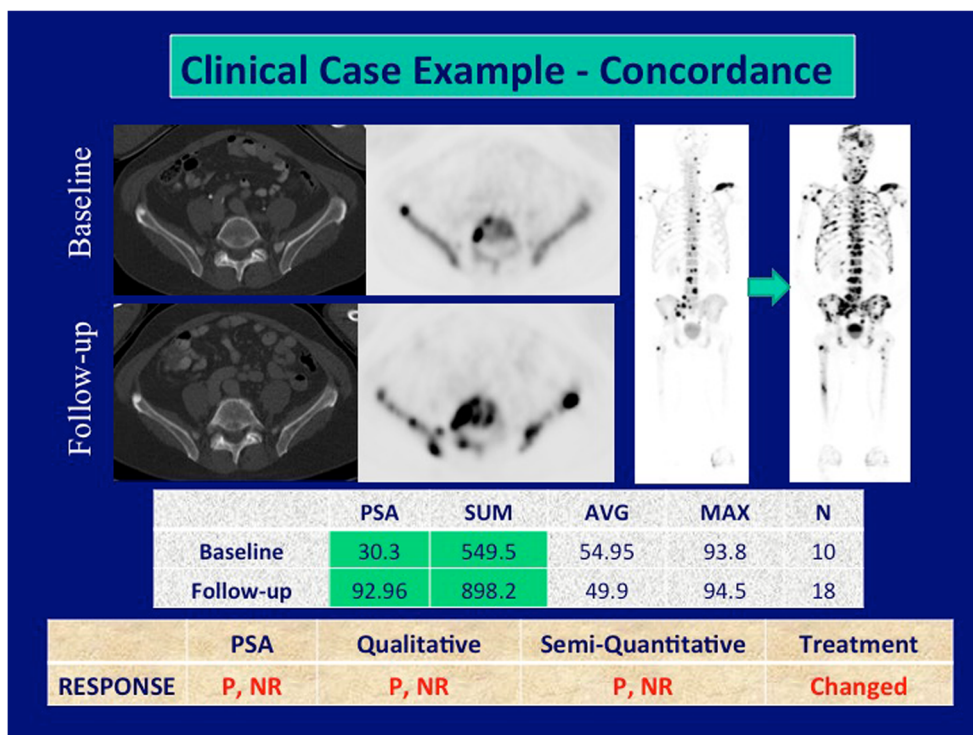 Clinical Case Example - Concordance
Baseline
Follow-up
PSA SUM AVG MAX N
Baseline 30.3 549.5 54.95 93.8 10
Follow-up 92.96 898.2 49.9 94.5 18
PSA Qualitative Semi-Quantitative Treatment
RESPONSE P, NR P, NR P, NR Changed